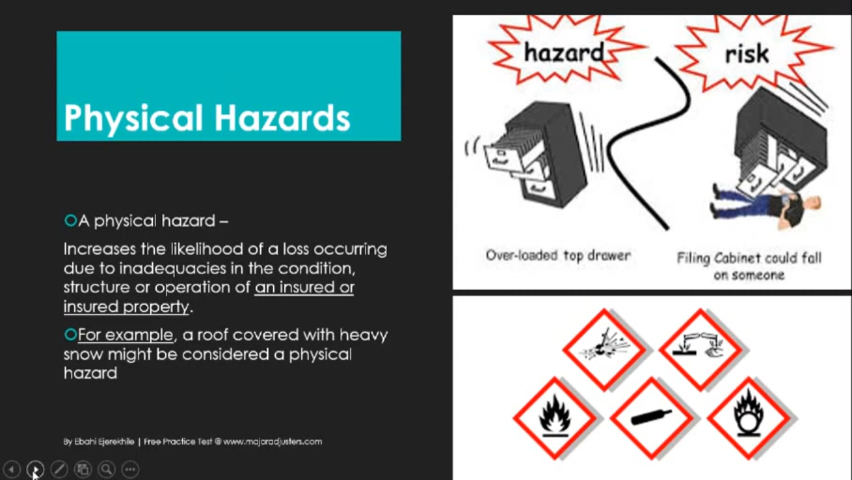 Physical Hazards
A physical hazard –
Increases the likelihood of a loss occurring
due to inadequacies in the condition,
structure or operation of an insured or
insured property.
For example, a roof covered with heavy
snow might be considered a physical
hazard
By Ebahi Ejerekhile | Free Practice Test @ www.majoradjusters.com
hazard
risk
Over-loaded top drawer
Filing Cabinet could fall
on someone